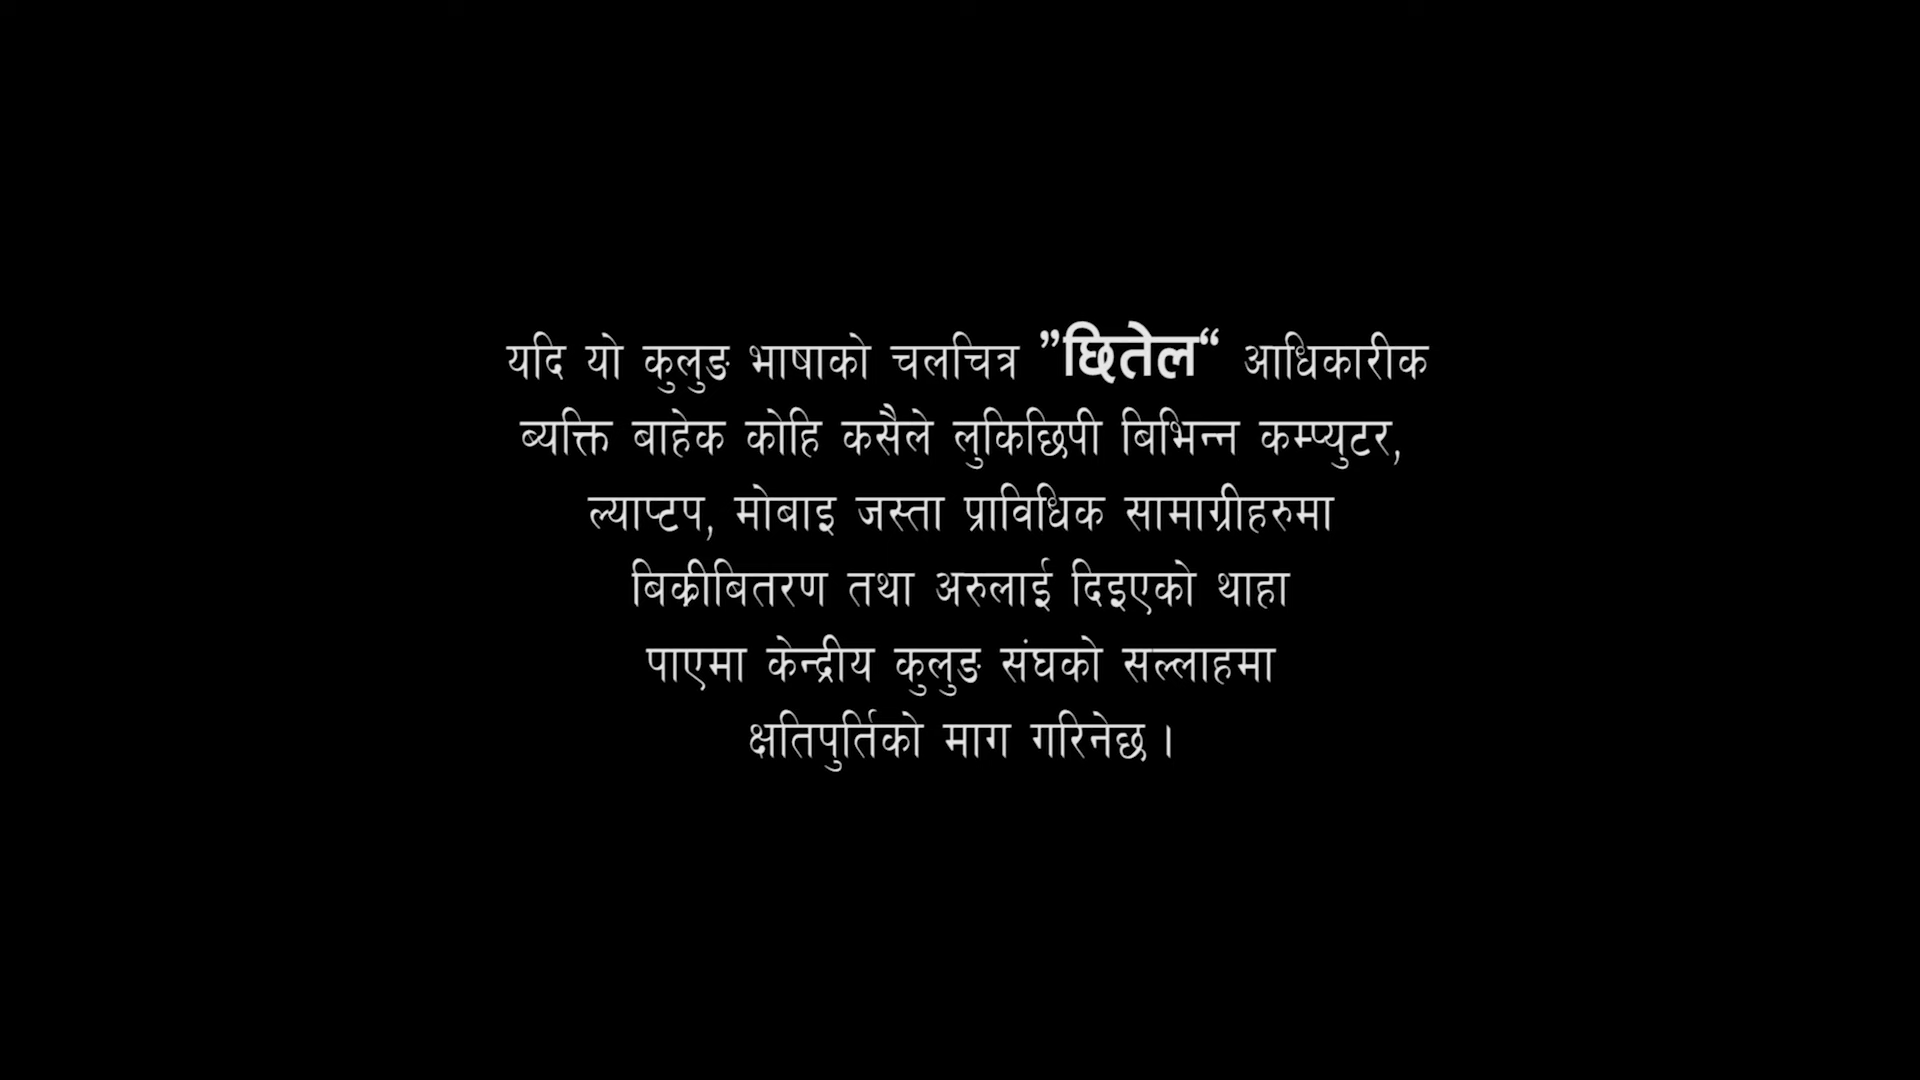 यदि यो कुलुङ भाषाको चलचित्र ”छितेल“ आधिकारीक
ब्यक्ति बाहेक कोहि कसैले लुकिछिपी बिभिन्न कम्प्युटर,
ल्याप्टप, मोबाइ जस्ता प्राविधिक सामाग्रीहरुमा
बिक्रीबितरण तथा अरुलाई दिइएको थाहा
पाएमा केन्द्रीय कुलुङ संघको सल्लाहमा
क्षतिपुर्तिको माग गरिनेछ ।